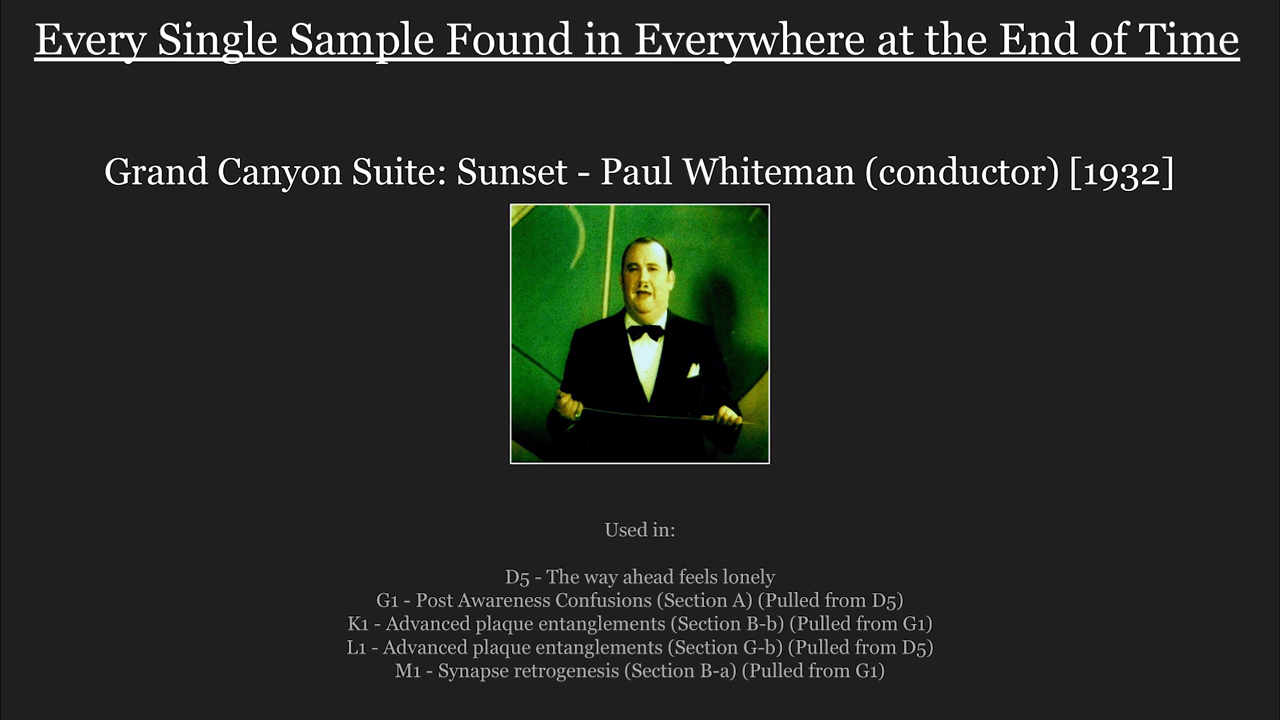 Every Single Sample Found in Everywhere at the End of Time
Grand Canyon Suite: Sunset - Paul Whiteman (conductor) [1932]
Used in:
D5 - The way ahead feels lonely
G1 - Post Awareness Confusions (Section A) (Pulled from D5)
K1 - Advanced plaque entanglements (Section B-b) (Pulled from G1)
L1 - Advanced plaque entanglements (Section G-b) (Pulled from D5)
M1 - Synapse retrogenesis (Section B-a) (Pulled from G1)